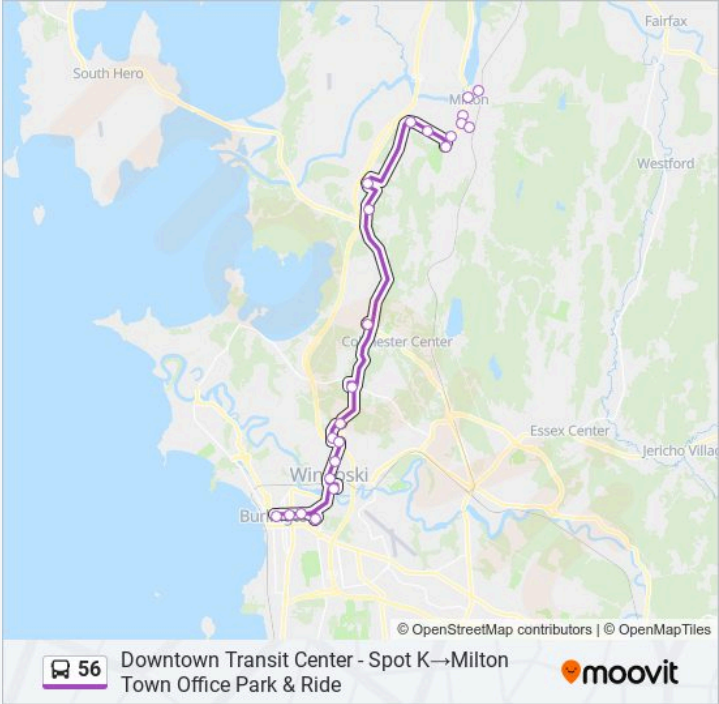 Fairfax
South Hero
Milton
Westford
Colchester Center
Essex Center
Jericho Villag
Winooski
Burlington
© OpenStreetMap contributors | © OpenMapTiles
56
Downtown Transit Center - Spot K→Milton
Town Office Park & Ride
moovit